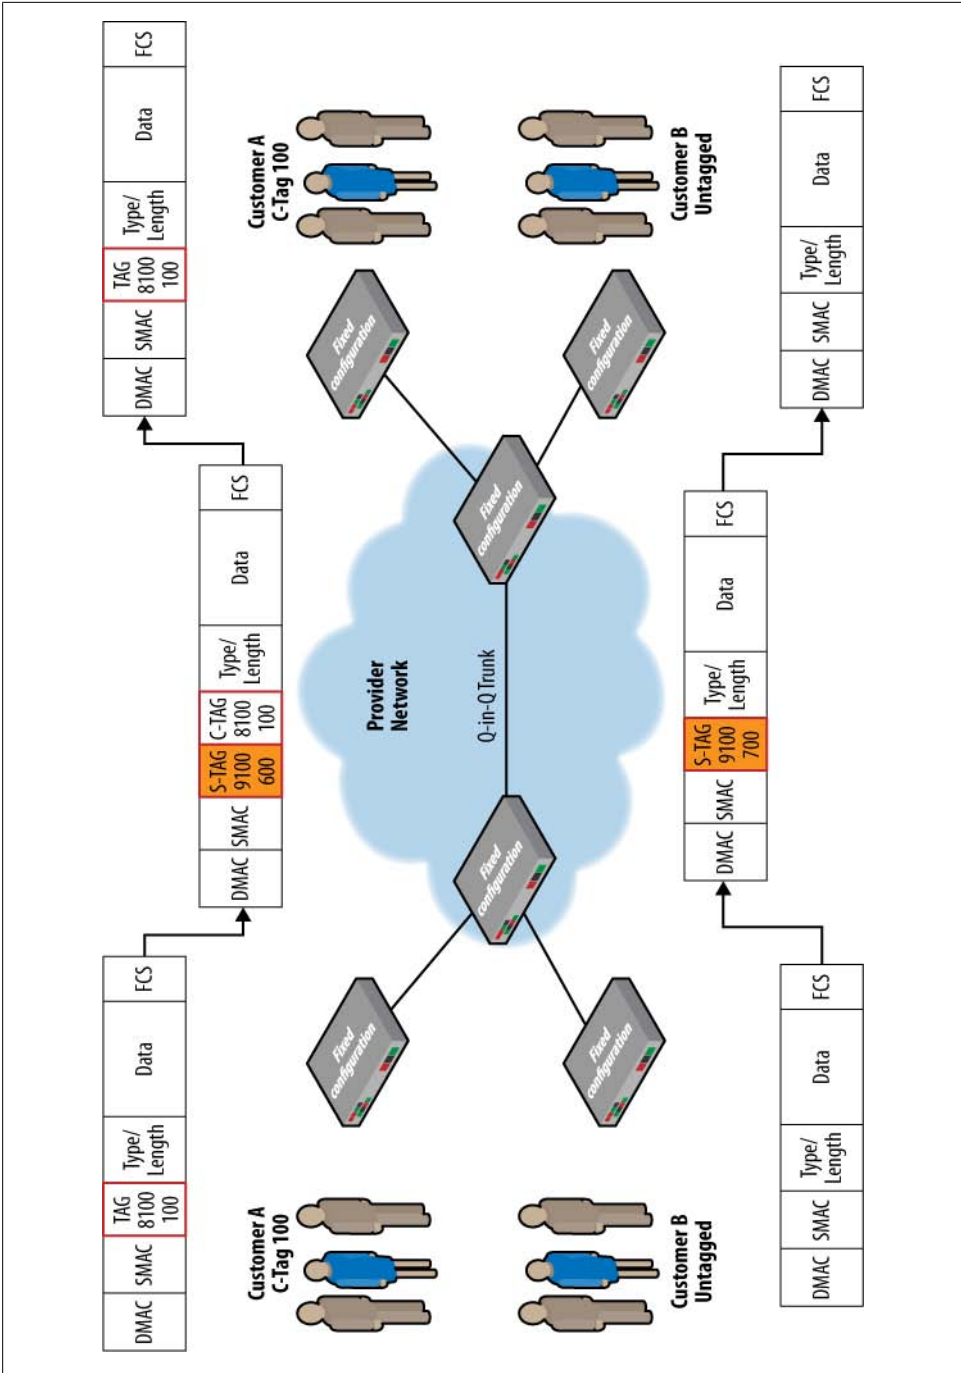 DMAC
SMAC
TAG
8100
100
Type/
Length
Data
FCS
DMAC
SMAC
TAG
8100
100
Type/
Length
Data
FCS
DMAC
SMAC
S-TAG
9100
600
C-TAG
8100
100
Type/
Length
Data
FCS
Customer A
C-Tag 100
Customer A
C-Tag 100
Fixed
configuration
Fixed
configuration
Provider
Network
Fixed
configuration
Q-in-Q Trunk
Fixed
configuration
Fixed
configuration
Fixed
configuration
Customer B
Untagged
Customer B
Untagged
DMAC
SMAC
S-TAG
9100
700
Type/
Length
Data
FCS
DMAC
SMAC
Type/
Length
Data
FCS
DMAC
SMAC
Type/
Length
Data
FCS